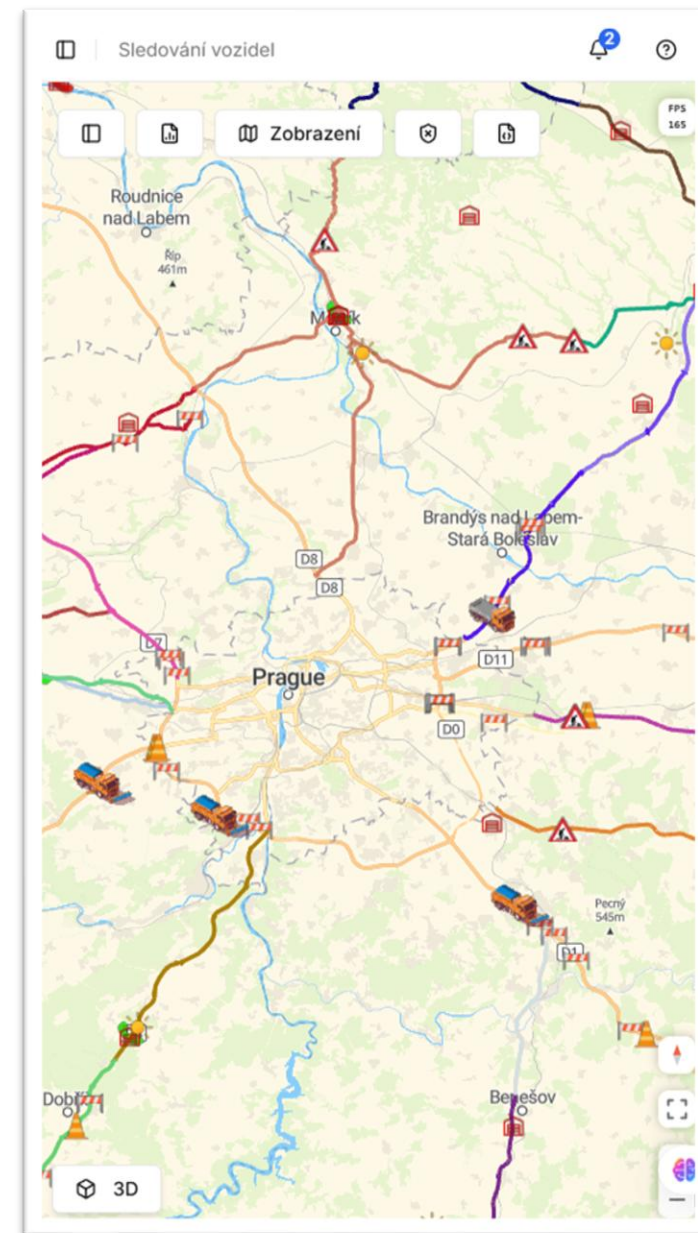 Sledování vozidel
2
FPS
165
Zobrazení
Roudnice
nad Labem
Říp
461m
D8
D8
Brandýs nad Labem-
Stará Boleslav
D7
D11
Prague
D0
Pecný
545m
D1
Benešov
3D